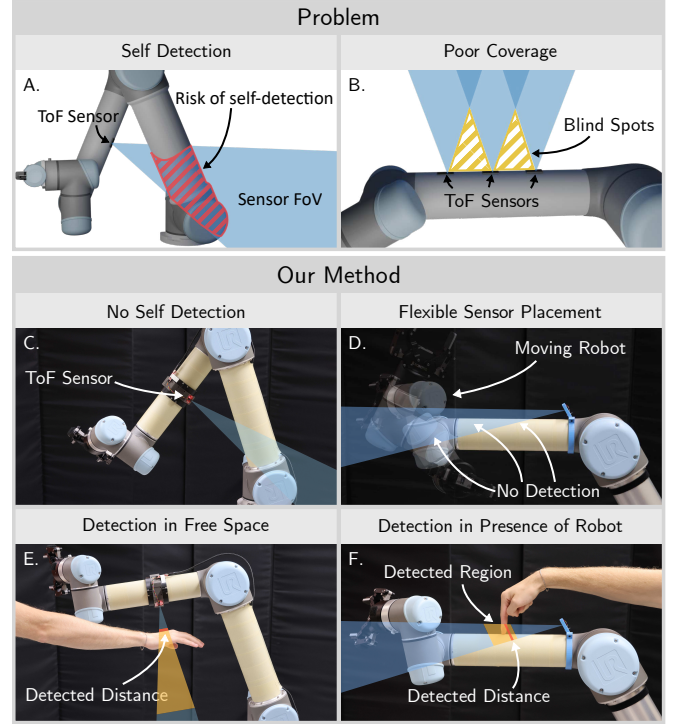 Problem
Self Detection
Poor Coverage
A.
ToF Sensor
Risk of self-detection
Sensor FoV
B.
Blind Spots
ToF Sensors
Our Method
No Self Detection
Flexible Sensor Placement
C.
ToF Sensor
D.
Moving Robot
No Detection
Detection in Free Space
Detection in Presence of Robot
E.
Detected Distance
F.
Detected Region
Detected Distance